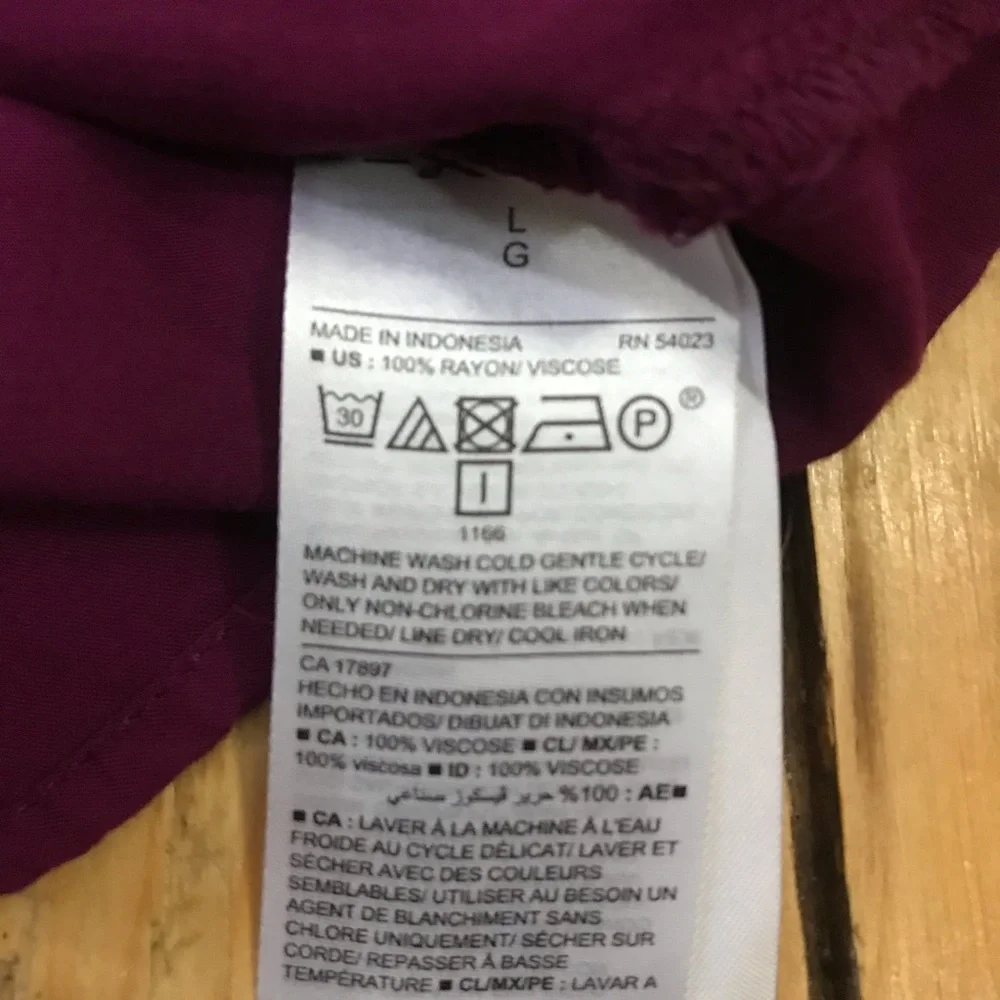 L
G
MADE IN INDONESIA RN 54023
■ US : 100% RAYON/ VISCOSE
30 P ®
1166
MACHINE WASH COLD GENTLE CYCLE/
WASH AND DRY WITH LIKE COLORS/
ONLY NON-CHLORINE BLEACH WHEN
NEEDED/ LINE DRY/ COOL IRON
CA 17897
HECHO EN INDONESIA CON INSUMOS
IMPORTADOS/ DIBUAT DI INDONESIA
■ CA : 100% VISCOSE ■ CL/ MX/PE :
100% viscosa ■ ID : 100% VISCOSE
■AE : 100% حرير ڤيسكوز صناعي
■ CA : LAVER À LA MACHINE À L'EAU
FROIDE AU CYCLE DÉLICAT/ LAVER ET
SÉCHER AVEC DES COULEURS
SEMBLABLES/ UTILISER AU BESOIN UN
AGENT DE BLANCHIMENT SANS
CHLORE UNIQUEMENT/ SÉCHER SUR
CORDE/ REPASSER À BASSE
TEMPÉRATURE ■ CL/MX/PE : LAVAR A